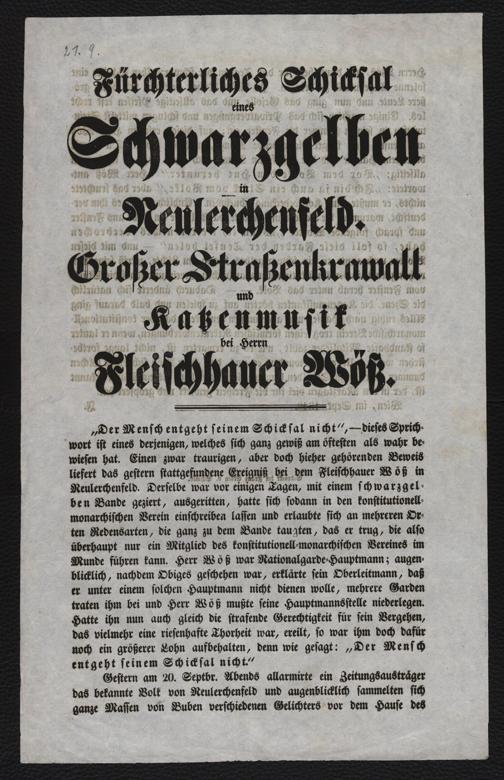 21. 9.
Fürchterliches Schicksal
eines
Schwarzgelben
in
Neulerchenfeld.
Großer Straßenkrawall
und
Katzenmusik
bei Herrn
Fleischhauer Wöß.
„Der Mensch entgeht seinem Schicksal nicht“,—dieses Sprich-
wort ist eines derjenigen, welches sich ganz gewiß am öftesten als wahr be-
wiesen hat. Einen zwar traurigen, aber doch hieher gehörenden Beweis
liefert das gestern stattgefundene Ereigniß bei dem Fleischhauer Wöß in
Neulerchenfeld. Derselbe war vor einigen Tagen, mit einem schwarzgel-
ben Bande geziert, ausgeritten, hatte sich sodann in den konstitutionell-
monarchischen Verein einschreiben lassen und erlaubte sich an mehreren Or-
ten Redensarten, die ganz zu dem Bande taugten, das er trug, die also
überhaupt nur ein Mitglied des konstitutionell-monarchischen Vereines im
Munde führen kann. Herr Wöß war Nationalgarde-Hauptmann; augen-
blicklich, nachdem Obiges geschehen war, erklärte sein Oberleitmann, daß
er unter einem solchen Hauptmann nicht dienen wolle, mehrere Garden
traten ihm bei und Herr Wöß mußte seine Hauptmannsstelle niederlegen.
Hatte ihn nun auch gleich die strafende Gerechtigkeit für sein Vergehen,
das vielmehr eine riesenhafte Thorheit war, ereilt, so war ihm doch dafür
noch ein größerer Lohn aufbehalten, denn wie gesagt: „Der Mensch
entgeht seinem Schicksal nicht.“
Gestern am 20. Septbr. Abends allarmirte ein Zeitungsausträger
das bekannte Volk von Neulerchenfeld und augenblicklich sammelten sich
ganze Massen von Buben verschiedenen Gelichters vor dem Hause des